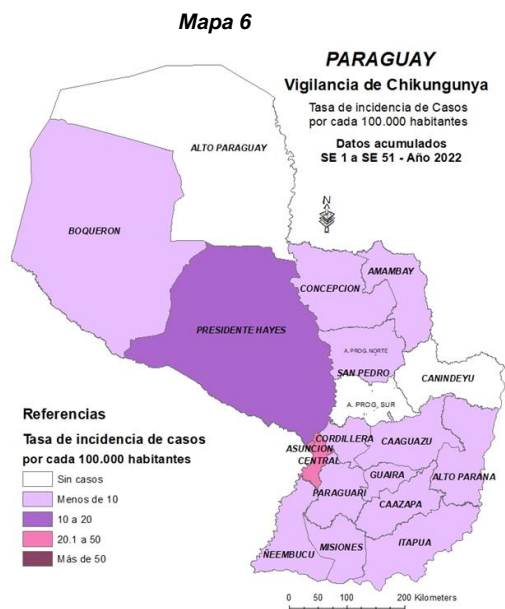 Mapa 6
PARAGUAY
Vigilancia de Chikungunya
Tasa de incidencia de Casos
por cada 100.000 habitantes
Datos acumulados
SE 1 a SE 51 - Año 2022
N
ALTO PARAGUAY
BOQUERON
AMAMBAY
CONCEPCION
PRESIDENTE HAYES
A. PROG. NORTE
SAN PEDRO
CANINDEYU
A. PROG. SUR
CORDILLERA
CAAGUAZU
ASUNCION
CENTRAL
GUAIRA
ALTO PARANA
PARAGUARI
CAAZAPA
ÑEEMBUCU
MISIONES
ITAPUA
Referencias
Tasa de incidencia de casos
por cada 100.000 habitantes
Sin casos
Menos de 10
10 a 20
20.1 a 50
Más de 50
0 50 100 200 Kilometers